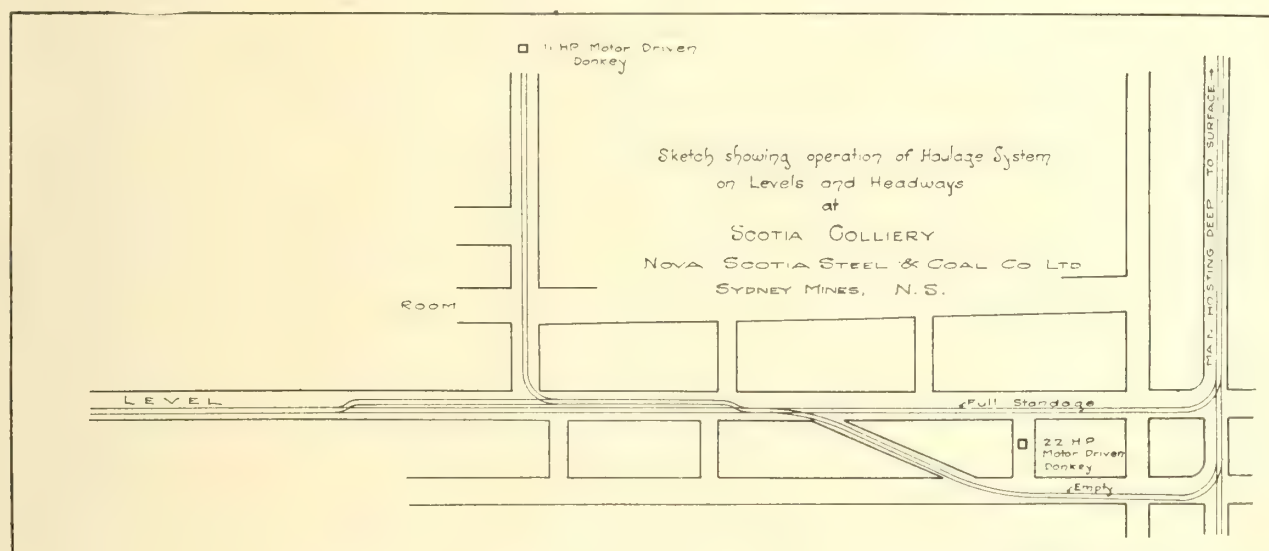 11 HP Motor Driven
Donkey
Sketch showing operation of Haulage System
on Levels and Headways
at
SCOTIA COLLIERY
NOVA SCOTIA STEEL & COAL CO LTD
SYDNEY MINES, N.S.
MAIN HOISTING DEEP TO SURFACE →
ROOM
LEVEL
Full Standage
22 HP
Motor Driven
Donkey
Empty